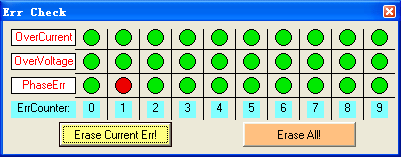 Err Check
OverCurrent
OverVoltage
PhaseErr
ErrCounter: 0 1 2 3 4 5 6 7 8 9
Erase Current Err! Erase All!